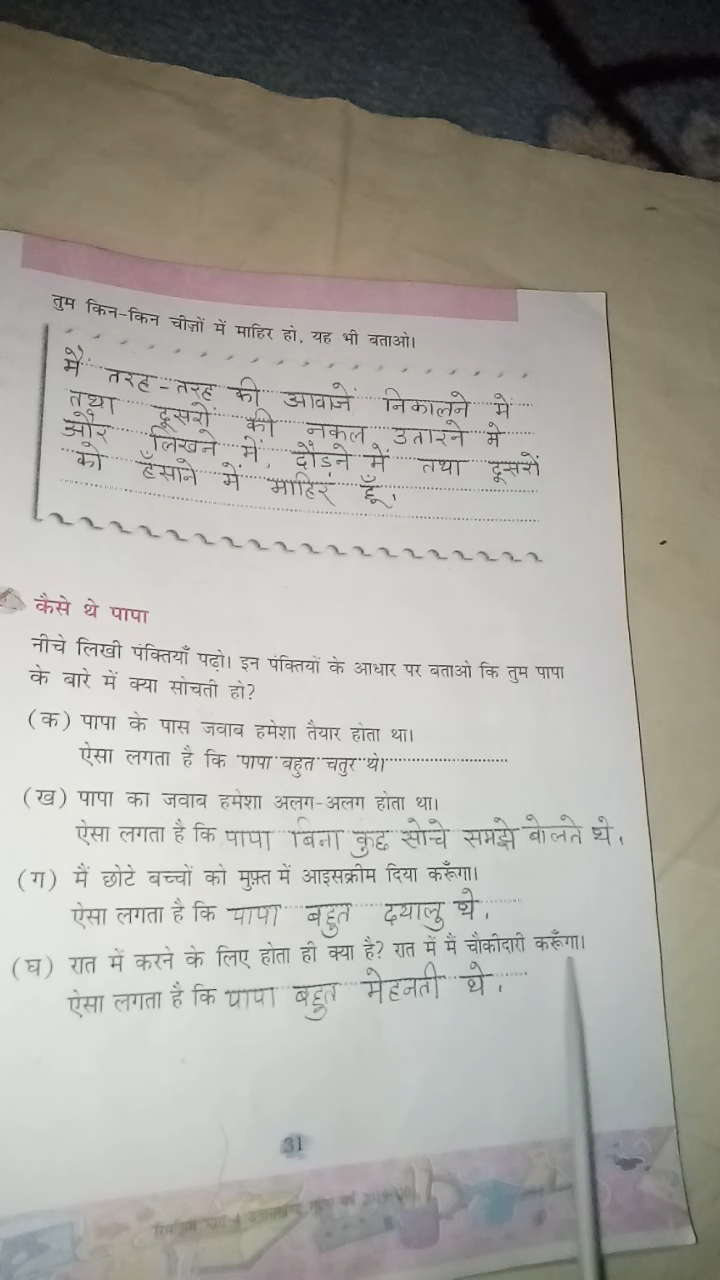 तुम किन-किन चीज़ों में माहिर हो, यह भी बताओ।
मैं तरह-तरह की आवाजें निकालने में
तथा दूसरों की नकल उतारने में
और लिखने में, दौड़ने में तथा दूसरों
को हँसाने में माहिर हूँ।
कैसे थे पापा
नीचे लिखी पंक्तियाँ पढ़ो। इन पंक्तियों के आधार पर बताओ कि तुम पापा
के बारे में क्या सोचती हो?
(क) पापा के पास जवाब हमेशा तैयार होता था।
ऐसा लगता है कि पापा बहुत चतुर थे।
(ख) पापा का जवाब हमेशा अलग-अलग होता था।
ऐसा लगता है कि पापा बिना कुछ सोचे समझे बोलते थे।
(ग) मैं छोटे बच्चों को मुफ़्त में आइसक्रीम दिया करूँगा।
ऐसा लगता है कि पापा बहुत दयालु थे।
(घ) रात में करने के लिए होता ही क्या है? रात में मैं चौकीदारी करूँगा।
ऐसा लगता है कि पापा बहुत मेहनती थे।
31